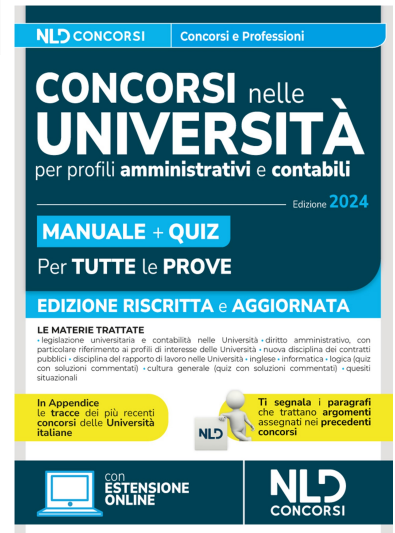 NLD CONCORSI Concorsi e Professioni
CONCORSI nelle
UNIVERSITÀ
per profili amministrativi e contabili
Edizione 2024
MANUALE + QUIZ
Per TUTTE le PROVE
EDIZIONE RISCRITTA e AGGIORNATA
LE MATERIE TRATTATE
• legislazione universitaria e contabilità nelle Università • diritto amministrativo, con
particolare riferimento ai profili di interesse delle Università • nuova disciplina dei contratti
pubblici • disciplina del rapporto di lavoro nelle Università • inglese • informatica • logica (quiz
con soluzioni commentati) • cultura generale (quiz con soluzioni commentati) • quesiti
situazionali
In Appendice
le tracce dei più recenti
concorsi delle Università
italiane
NLD
Ti segnala i paragrafi
che trattano argomenti
assegnati nei precedenti
concorsi
con
ESTENSIONE
ONLINE
NLD
CONCORSI